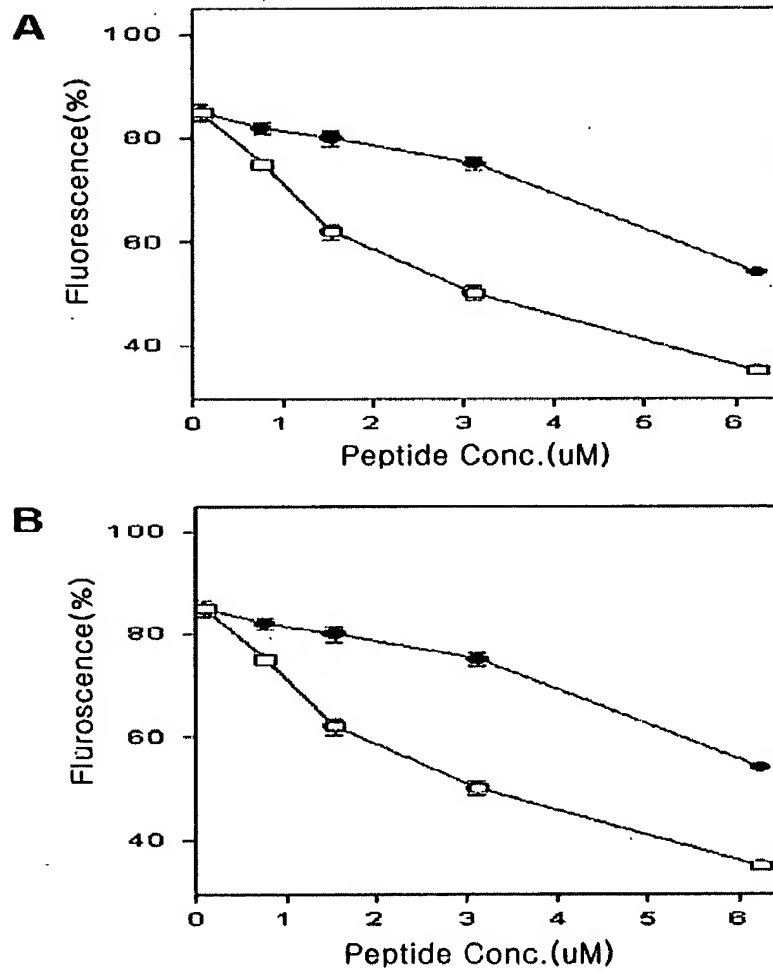 A
100
80
60
40
Fluorescence(%)
0 1 2 3 4 5 6
Peptide Conc.(uM)
B
100
80
60
40
Fluroscence(%)
0 1 2 3 4 5 6
Peptide Conc.(uM)